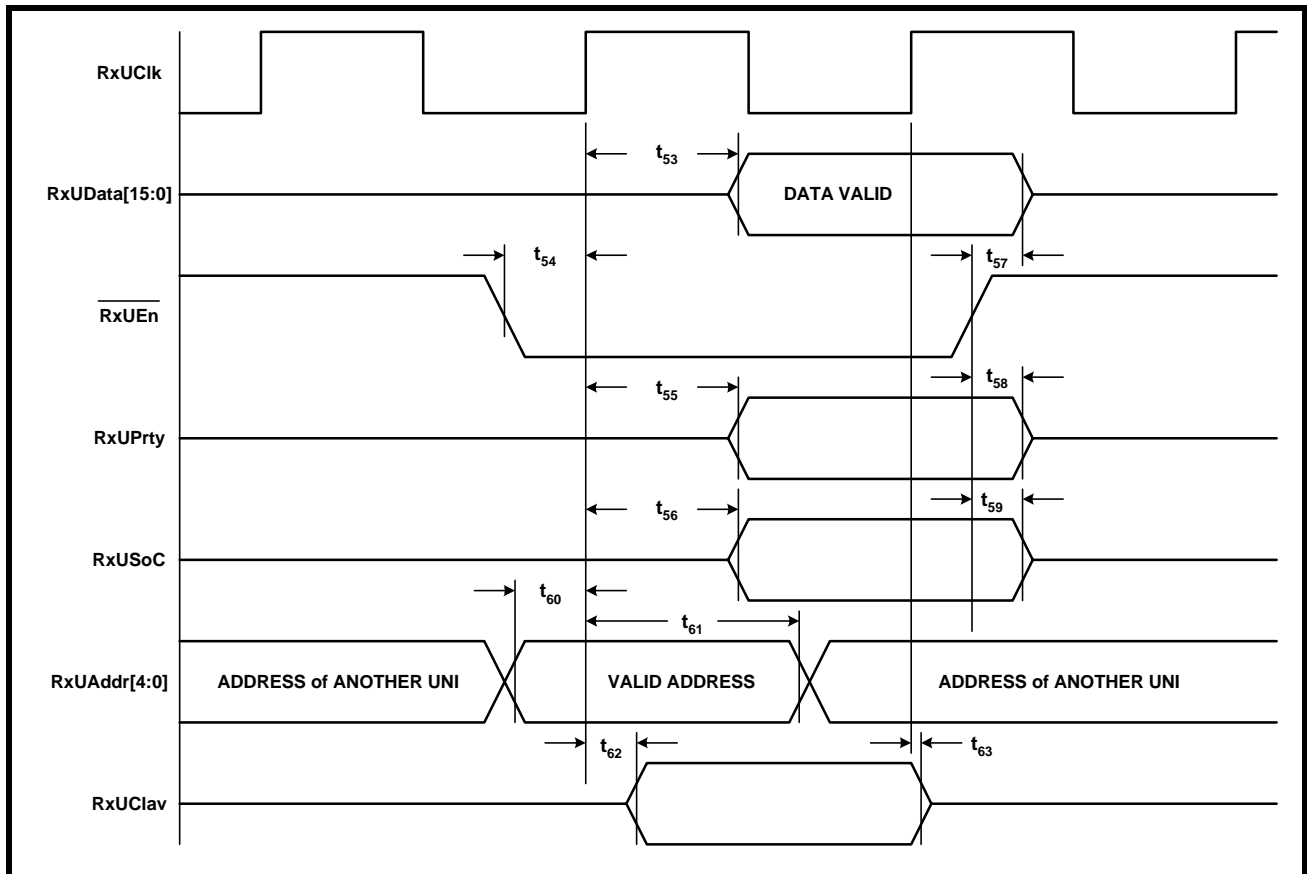 RxUClk
t53
RxUData[15:0]
DATA VALID
t54
t57
RxUEn
t55
t58
RxUPrty
t56
t59
RxUSoC
t60
t61
RxUAddr[4:0]
ADDRESS of ANOTHER UNI
VALID ADDRESS
ADDRESS of ANOTHER UNI
t62
t63
RxUClav